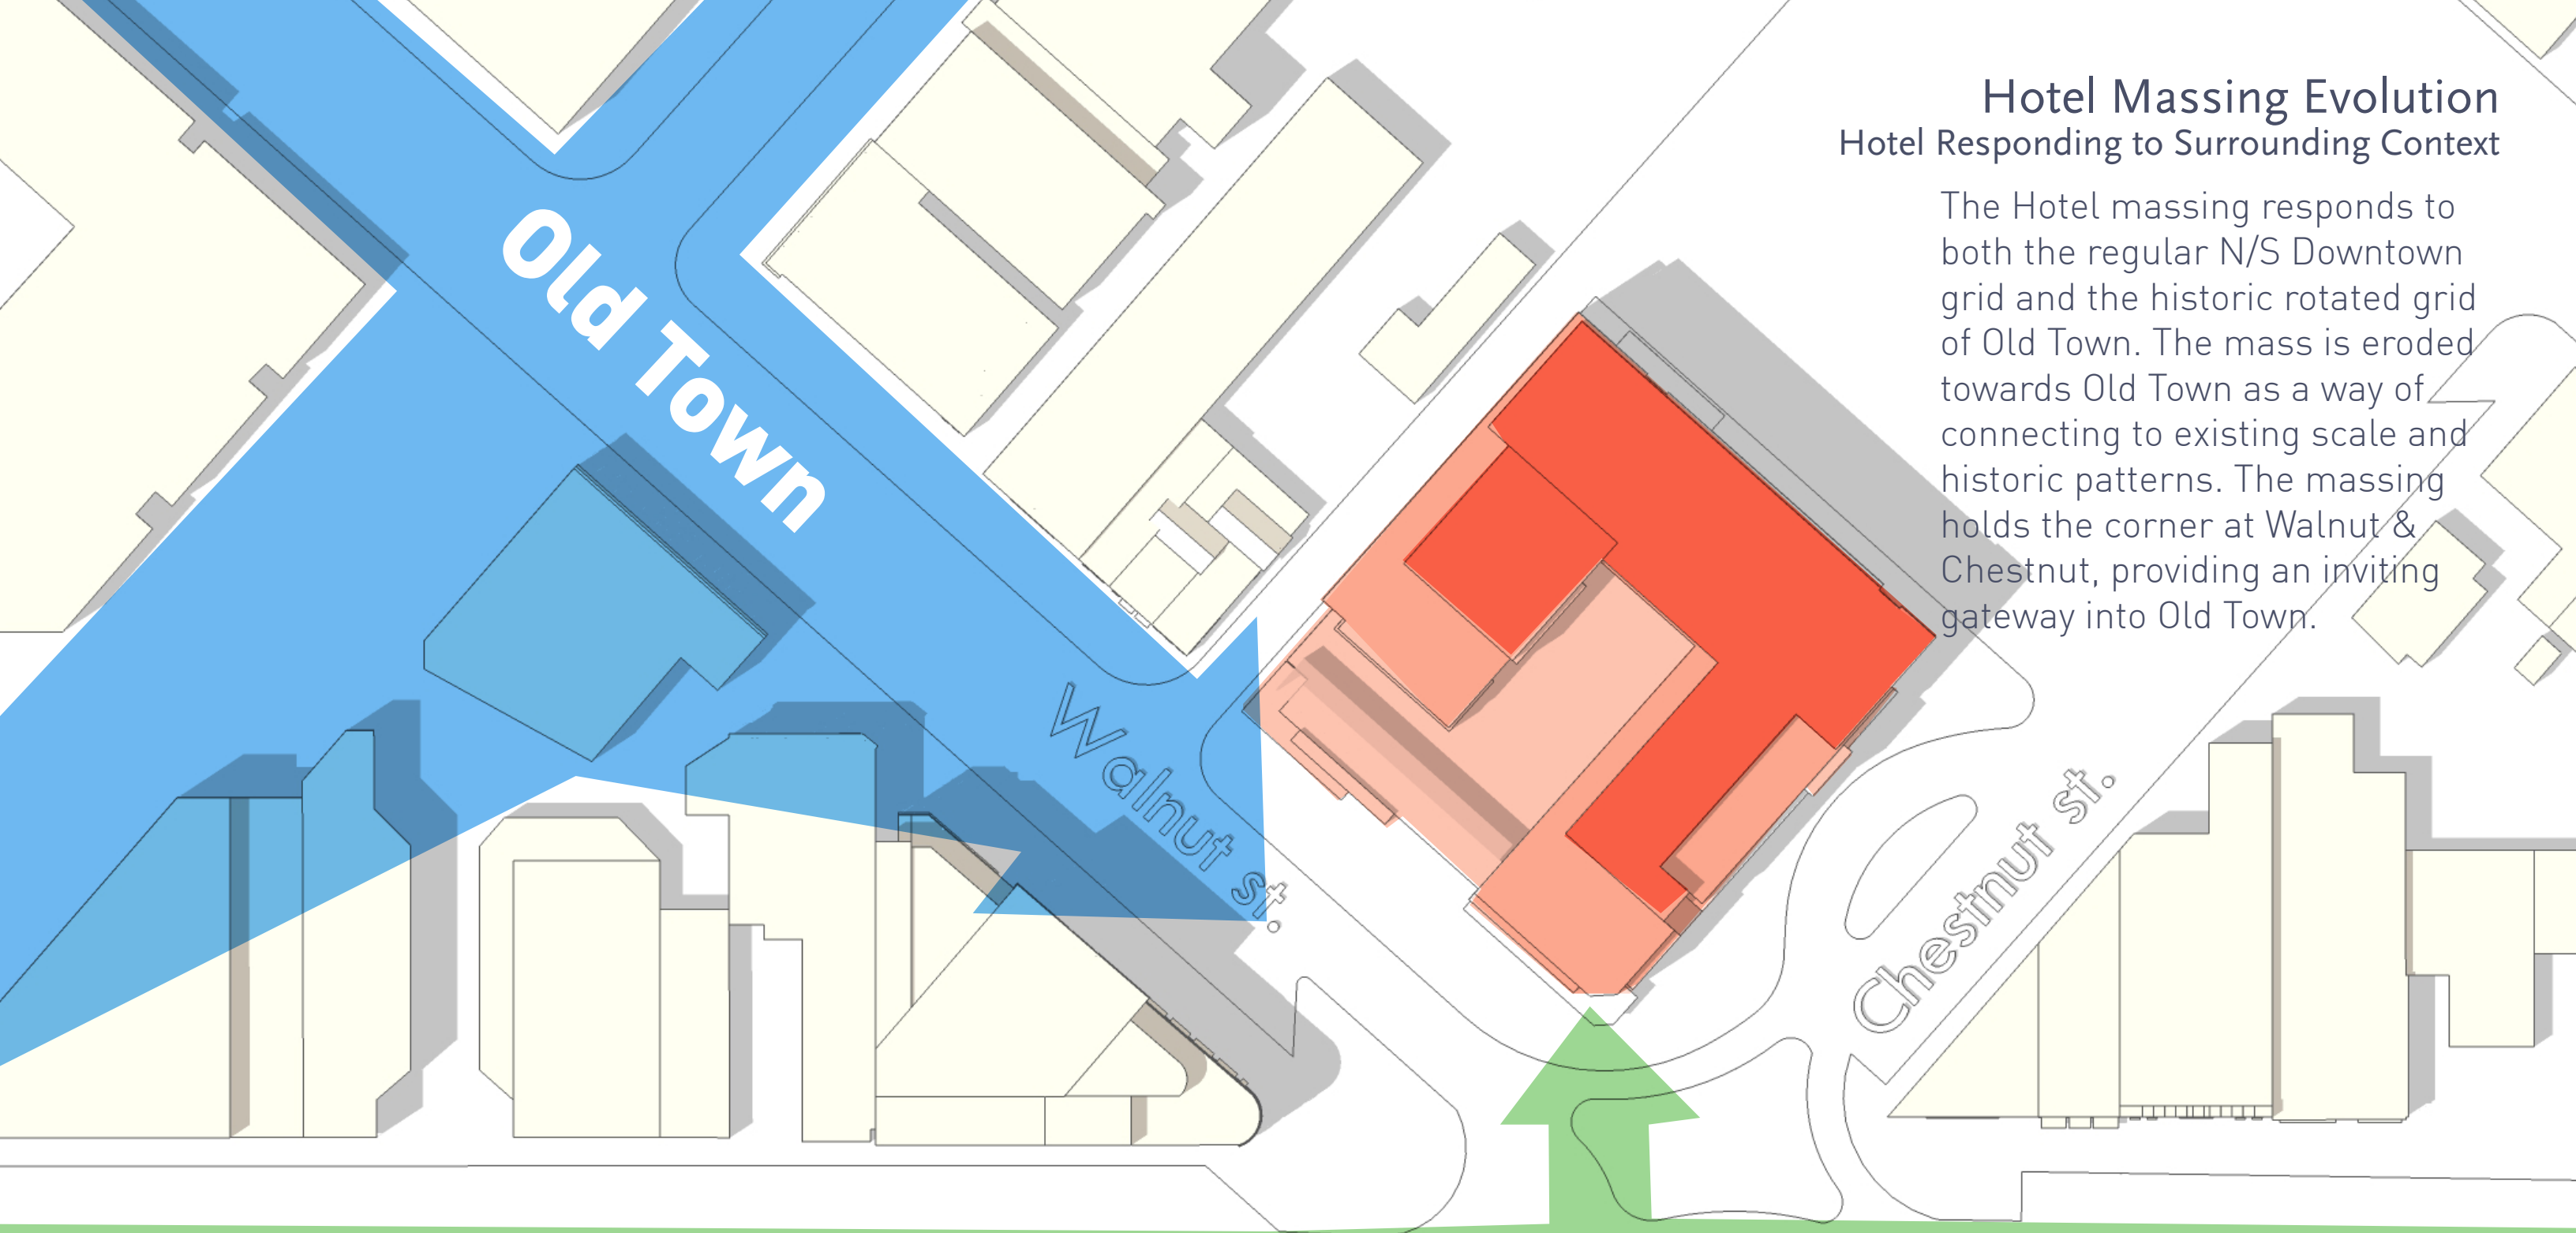 Hotel Massing Evolution
Hotel Responding to Surrounding Context
The Hotel massing responds to
both the regular N/S Downtown
grid and the historic rotated grid
of Old Town. The mass is eroded
towards Old Town as a way of
connecting to existing scale and
historic patterns. The massing
holds the corner at Walnut &
Chestnut, providing an inviting
gateway into Old Town.
Old Town
Walnut st.
Chestnut st.